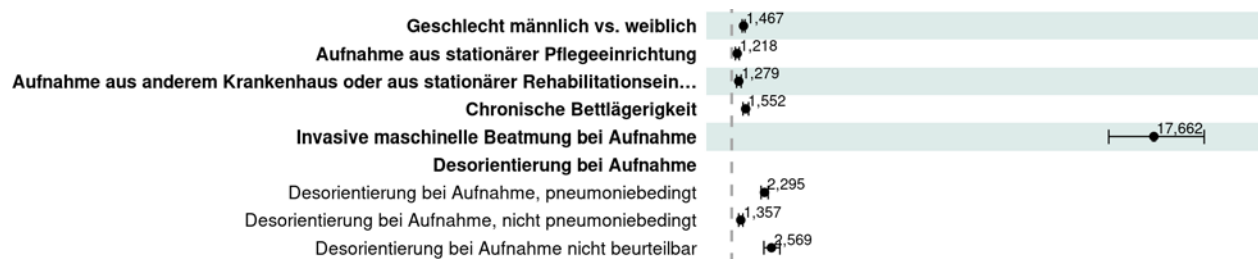 Geschlecht männlich vs. weiblich 1,467
Aufnahme aus stationärer Pflegeeinrichtung 1,218
Aufnahme aus anderem Krankenhaus oder aus stationärer Rehabilitationsein… 1,279
Chronische Bettlägerigkeit 1,552
Invasive maschinelle Beatmung bei Aufnahme 17,662
Desorientierung bei Aufnahme
Desorientierung bei Aufnahme, pneumoniebedingt 2,295
Desorientierung bei Aufnahme, nicht pneumoniebedingt 1,357
Desorientierung bei Aufnahme nicht beurteilbar 2,569